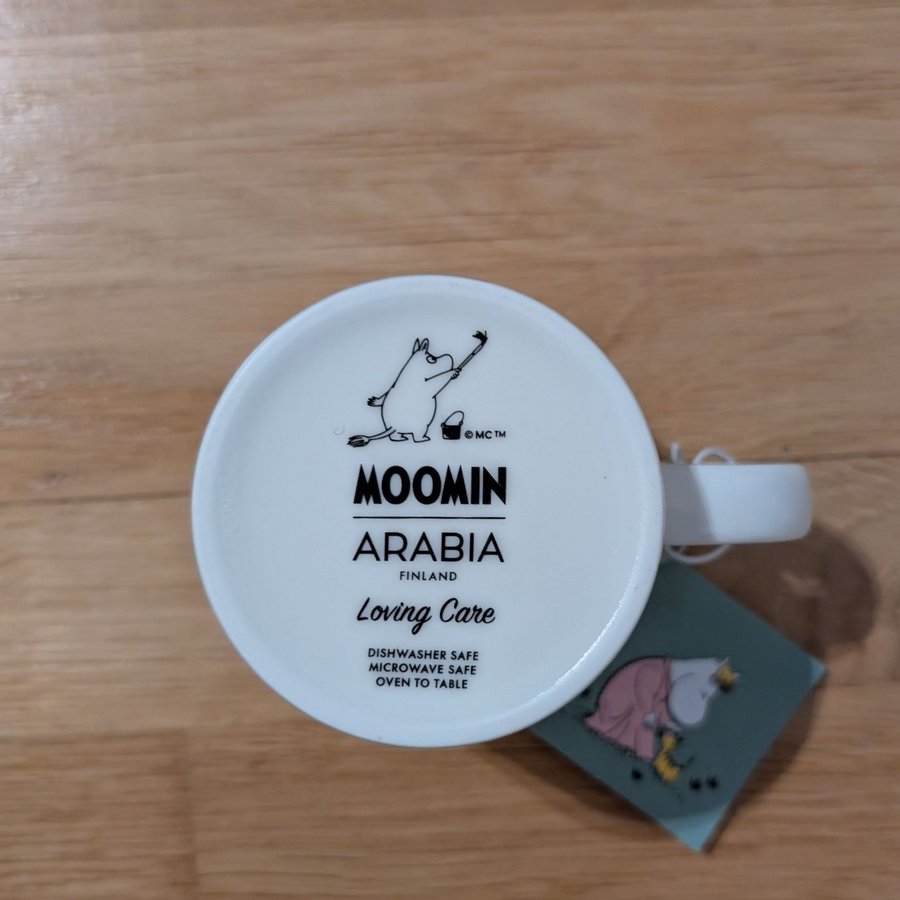 © MC™
MOOMIN
ARABIA
FINLAND
Loving Care
DISHWASHER SAFE
MICROWAVE SAFE
OVEN TO TABLE